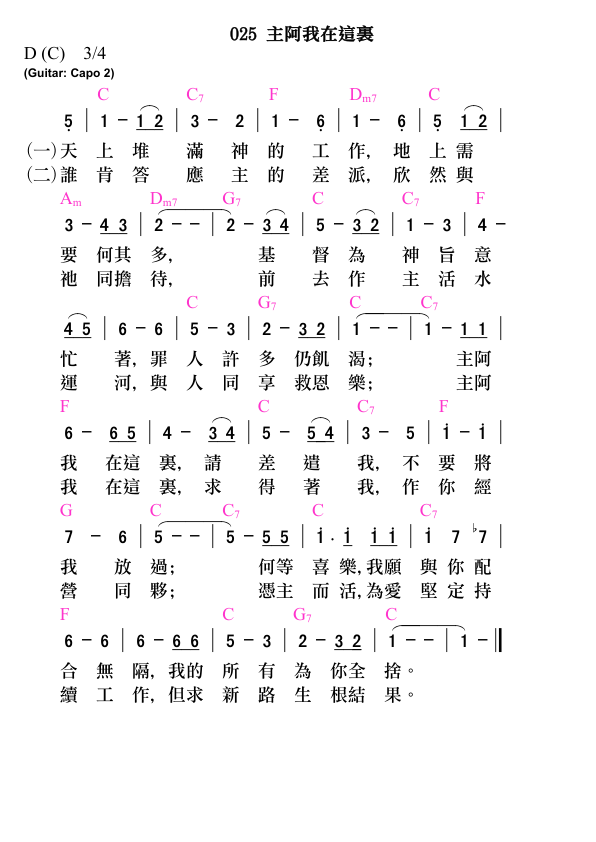 025 主阿我在這裏
D (C) 3/4
(Guitar: Capo 2)
C C7 F Dm7 C
5 | 1 - 1 2 | 3 - 2 | 1 - 6 | 1 - 6 | 5 1 2 |
(一)天 上 堆 滿 神 的 工 作, 地 上 需
(二)誰 肯 答 應 主 的 差 派, 欣 然 與
Am Dm7 G7 C C7 F
3 - 4 3 | 2 - - | 2 - 3 4 | 5 - 3 2 | 1 - 3 | 4 -
要 何其 多, 基 督 為 神 旨 意
祂 同擔 待, 前 去 作 主 活 水
C G7 C C7
4 5 | 6 - 6 | 5 - 3 | 2 - 3 2 | 1 - - | 1 - 1 1 |
忙 著, 罪 人 許 多 仍飢 渴; 主阿
運 河, 與 人 同 享 救恩 樂; 主阿
F C C7 F
6 - 6 5 | 4 - 3 4 | 5 - 5 4 | 3 - 5 | i - i |
我 在這 裏, 請 差 遣 我, 不 要 將
我 在這 裏, 求 得 著 我, 作 你 經
G C C7 C C7
7 - 6 | 5 - - | 5 - 5 5 | i . i i i | i 7 ♭7 |
我 放 過; 何等 喜 樂,我願 與 你 配
營 同 夥; 憑主 而 活,為愛 堅 定 持
F C G7 C
6 - 6 | 6 - 6 6 | 5 - 3 | 2 - 3 2 | 1 - - | 1 - ‖
合 無 隔, 我的 所 有 為 你全 捨。
續 工 作, 但求 新 路 生 根結 果。